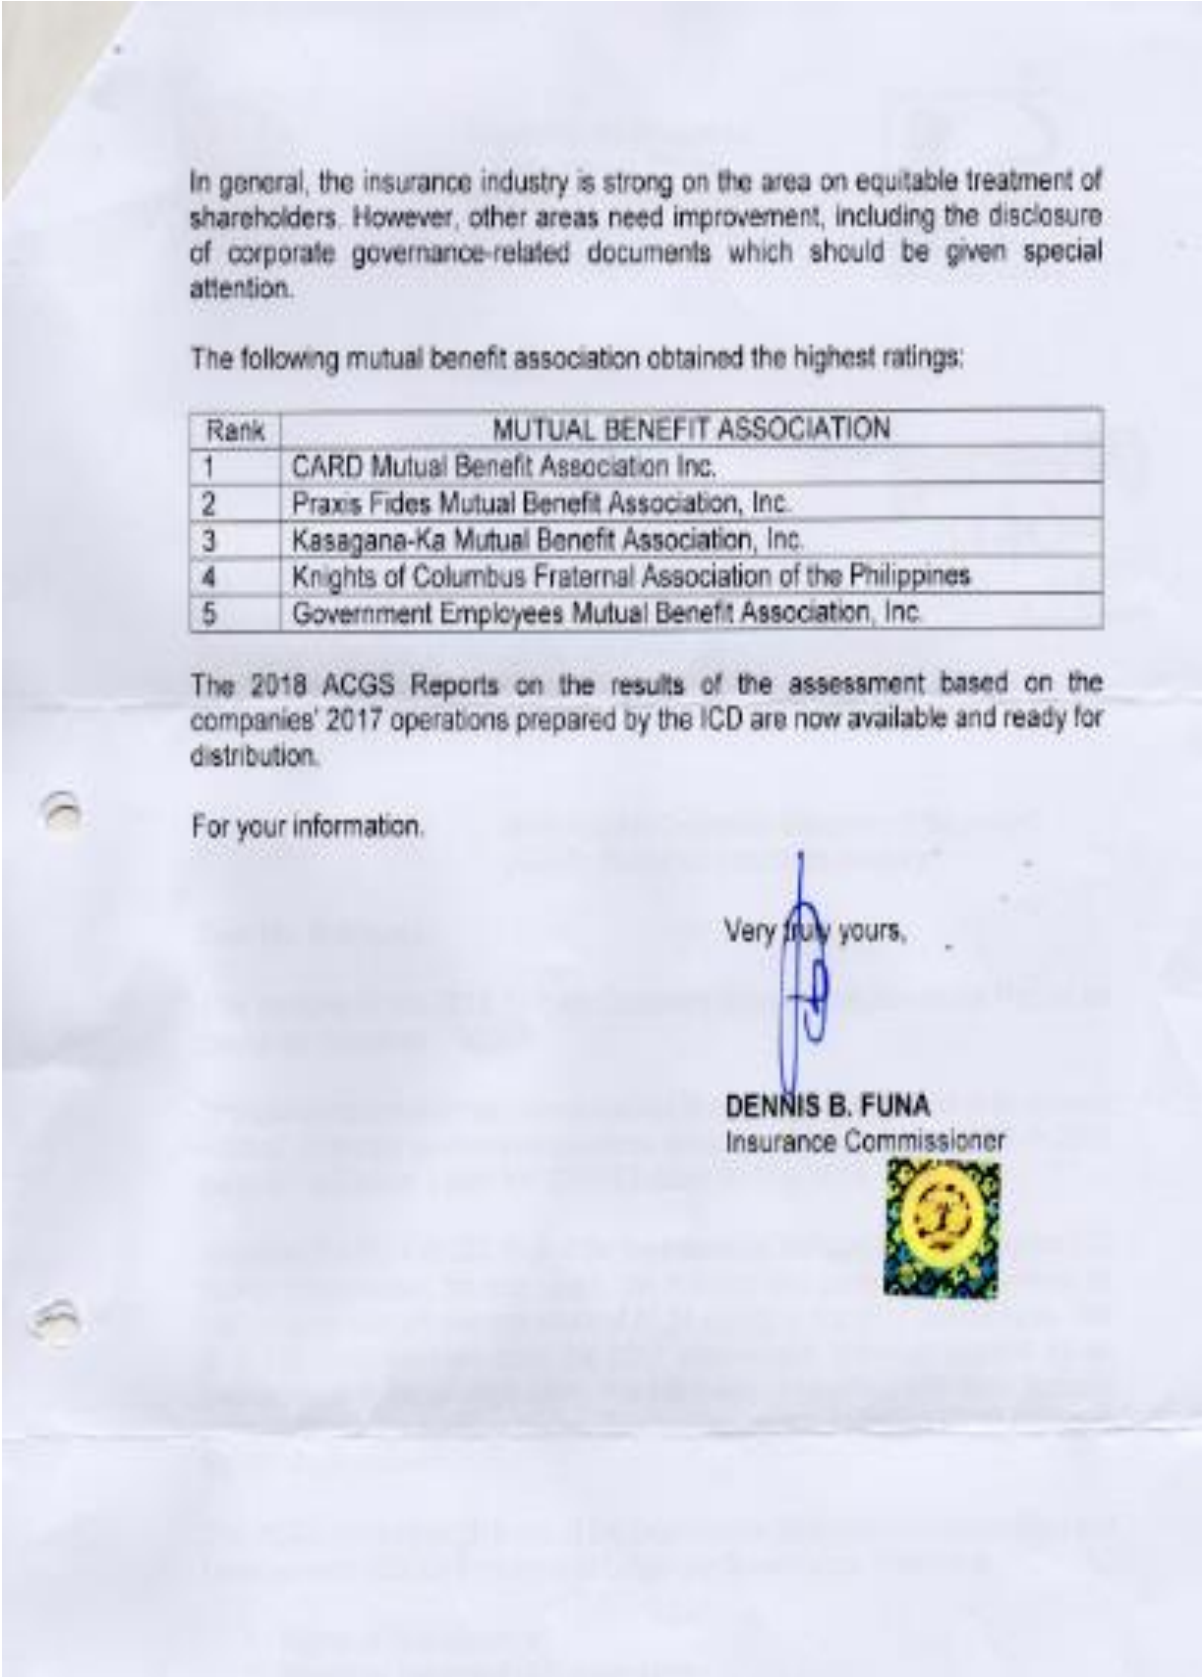 In general, the insurance industry is strong on the area on equitable treatment of
shareholders. However, other areas need improvement, including the disclosure
of corporate governance-related documents which should be given special
attention.
The following mutual benefit association obtained the highest ratings:
Rank MUTUAL BENEFIT ASSOCIATION
1 CARD Mutual Benefit Association Inc.
2 Praxis Fides Mutual Benefit Association, Inc.
3 Kasagana-Ka Mutual Benefit Association, Inc.
4 Knights of Columbus Fraternal Association of the Philippines
5 Government Employees Mutual Benefit Association, Inc.
The 2018 ACGS Reports on the results of the assessment based on the
companies' 2017 operations prepared by the ICD are now available and ready for
distribution.
For your information.
Very truly yours,
DENNIS B. FUNA
Insurance Commissioner